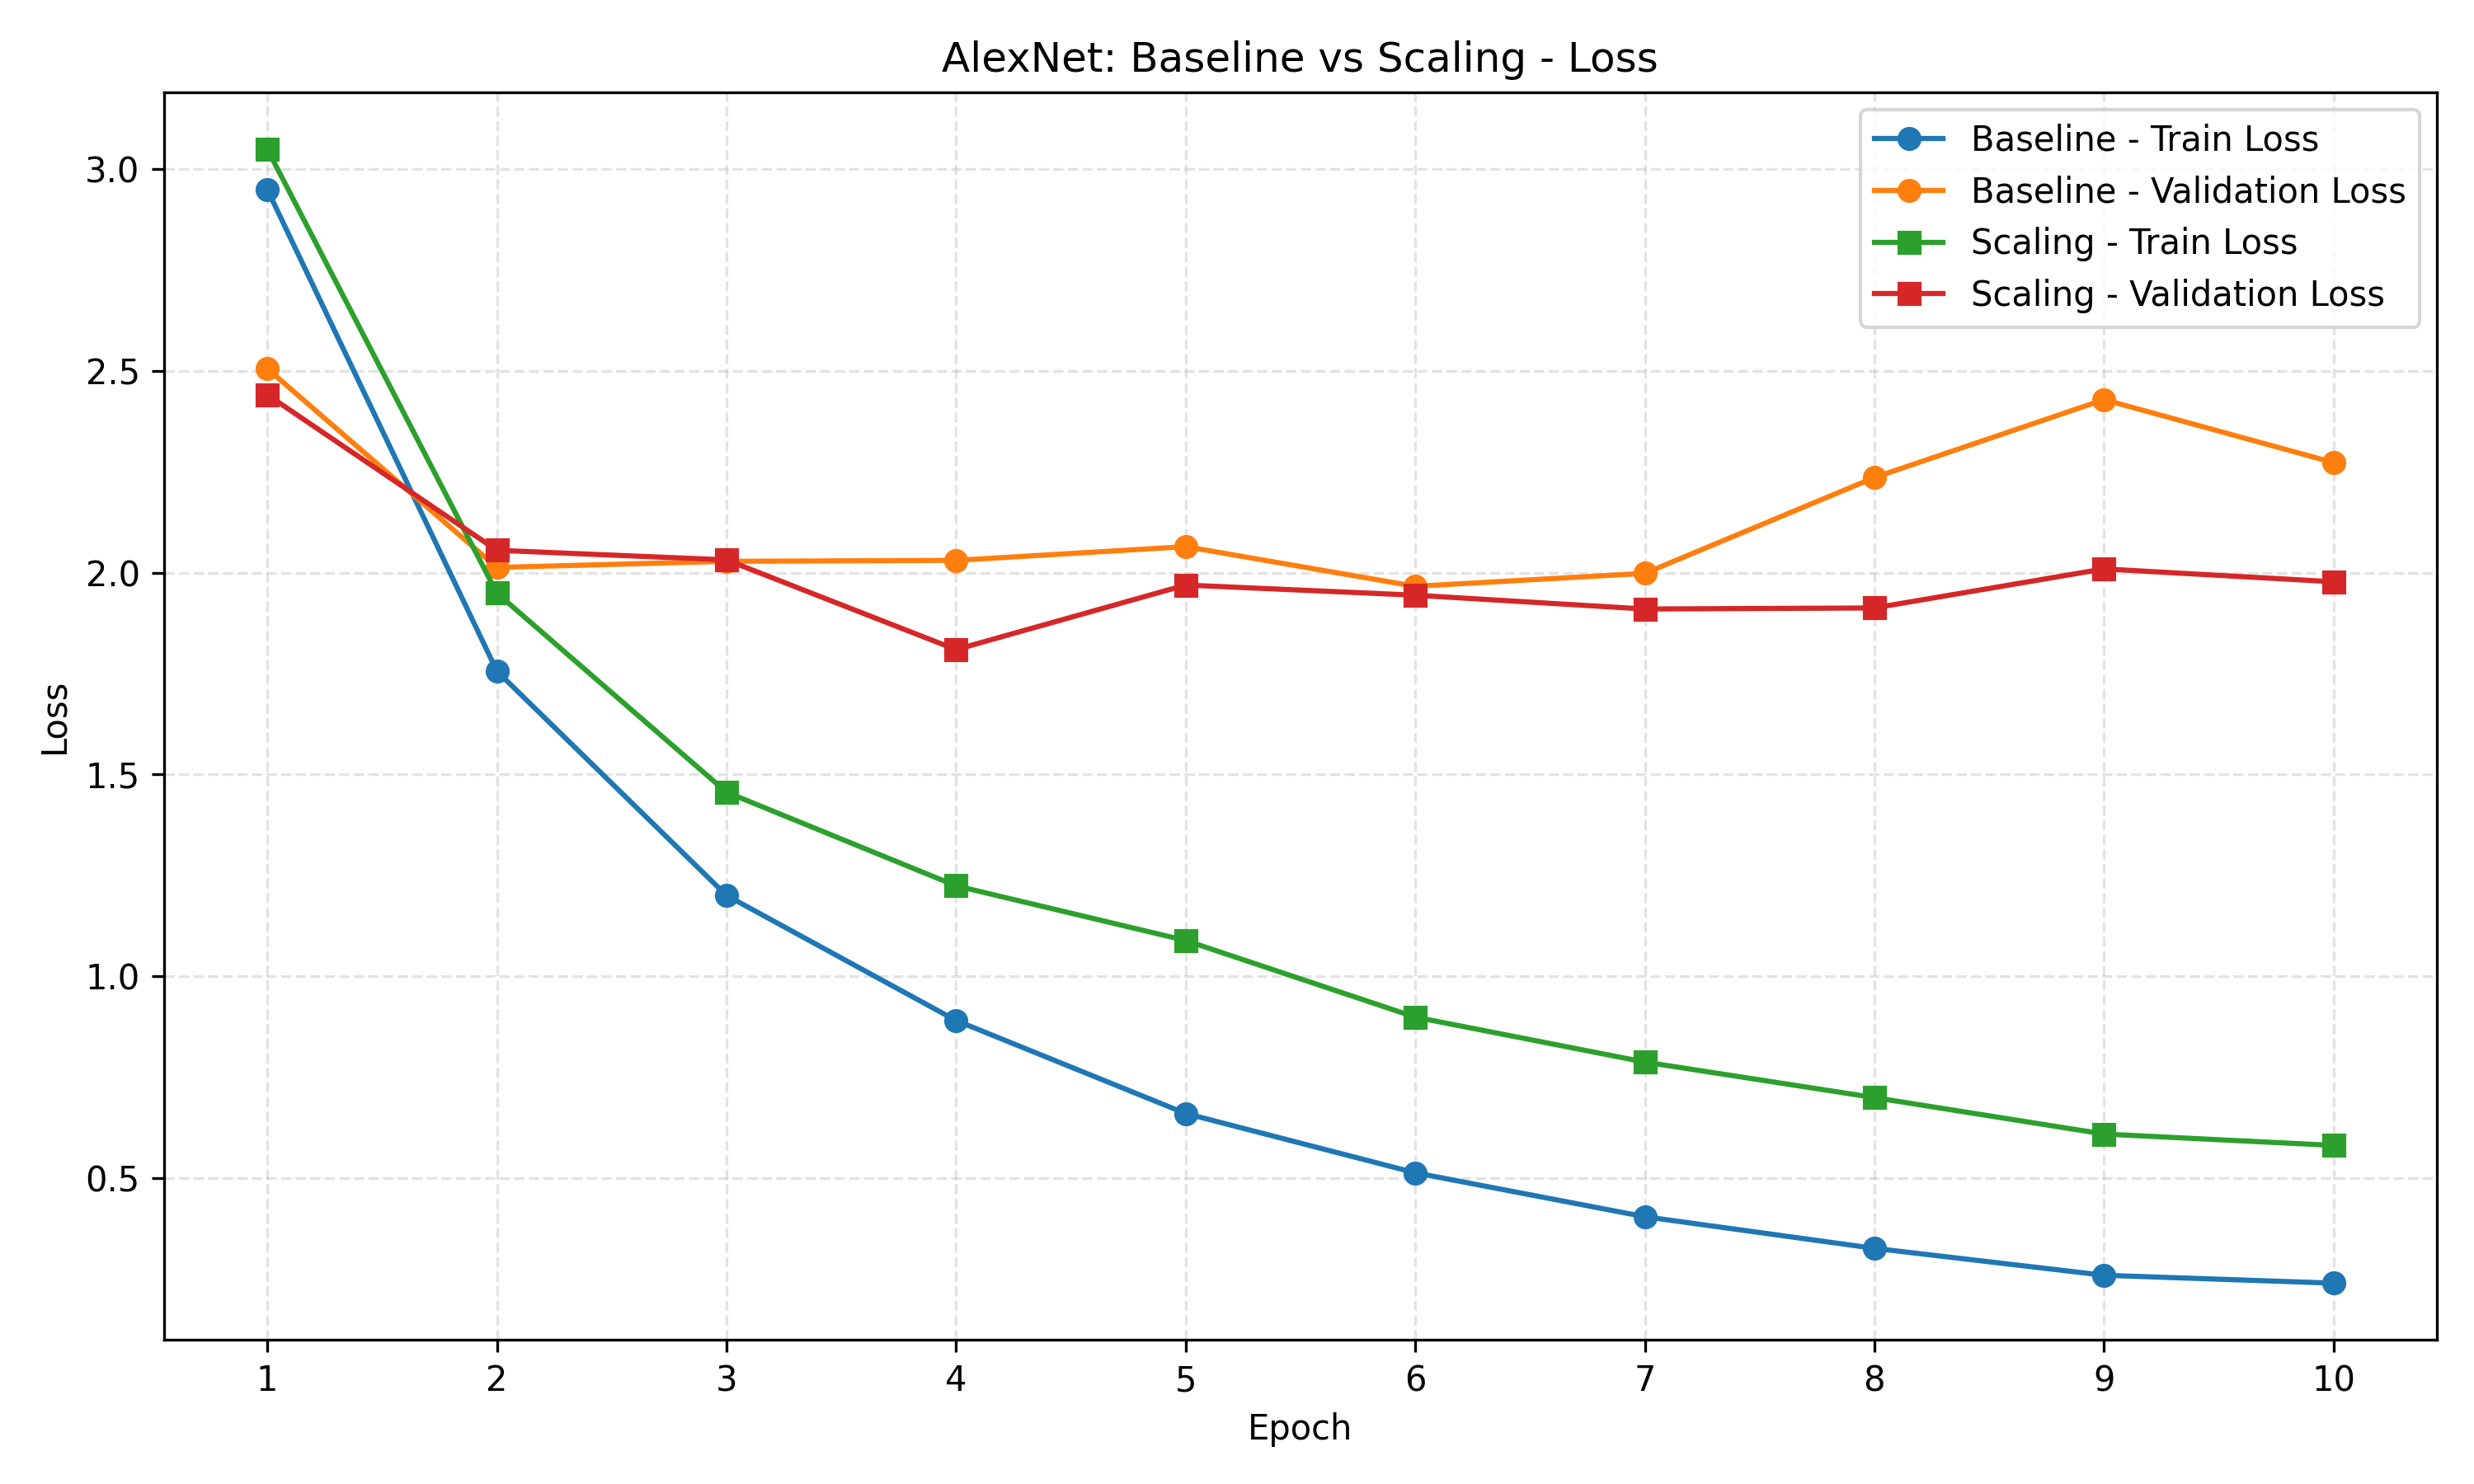 AlexNet: Baseline vs Scaling - Loss
Baseline - Train Loss
Baseline - Validation Loss
Scaling - Train Loss
Scaling - Validation Loss
3.0
2.5
2.0
1.5
1.0
0.5
Loss
1 2 3 4 5 6 7 8 9 10
Epoch